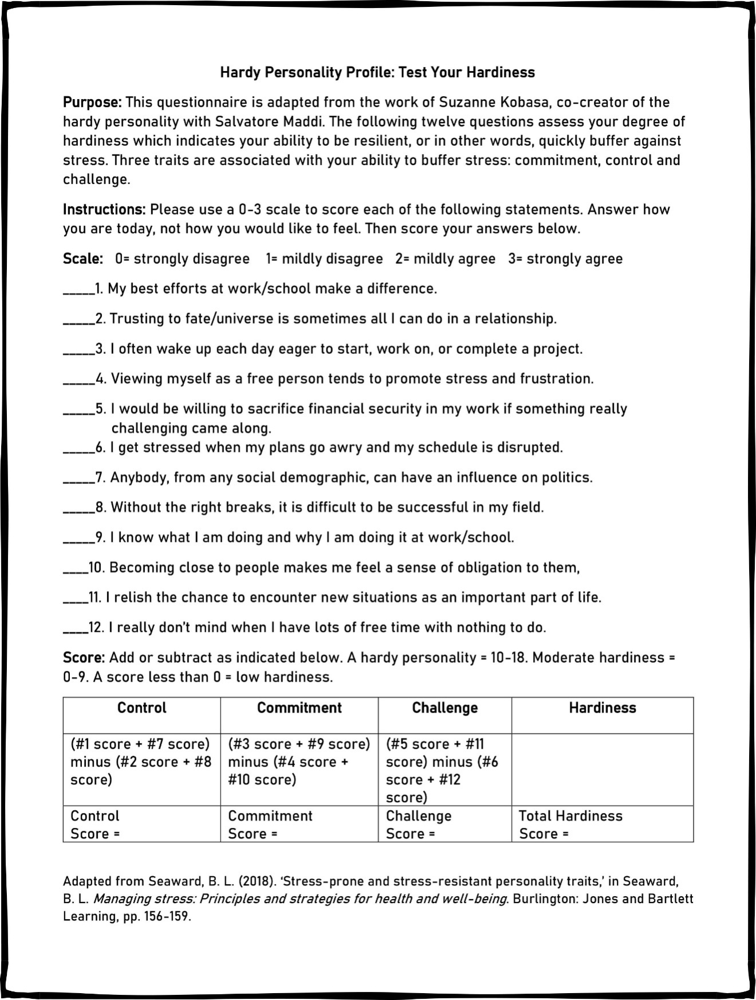 Hardy Personality Profile: Test Your Hardiness
Purpose: This questionnaire is adapted from the work of Suzanne Kobasa, co-creator of the
hardy personality with Salvatore Maddi. The following twelve questions assess your degree of
hardiness which indicates your ability to be resilient, or in other words, quickly buffer against
stress. Three traits are associated with your ability to buffer stress: commitment, control and
challenge.
Instructions: Please use a 0-3 scale to score each of the following statements. Answer how
you are today, not how you would like to feel. Then score your answers below.
Scale: 0= strongly disagree 1= mildly disagree 2= mildly agree 3= strongly agree
_____1. My best efforts at work/school make a difference.
_____2. Trusting to fate/universe is sometimes all I can do in a relationship.
_____3. I often wake up each day eager to start, work on, or complete a project.
_____4. Viewing myself as a free person tends to promote stress and frustration.
_____5. I would be willing to sacrifice financial security in my work if something really
challenging came along.
_____6. I get stressed when my plans go awry and my schedule is disrupted.
_____7. Anybody, from any social demographic, can have an influence on politics.
_____8. Without the right breaks, it is difficult to be successful in my field.
_____9. I know what I am doing and why I am doing it at work/school.
____10. Becoming close to people makes me feel a sense of obligation to them,
____11. I relish the chance to encounter new situations as an important part of life.
____12. I really don't mind when I have lots of free time with nothing to do.
Score: Add or subtract as indicated below. A hardy personality = 10-18. Moderate hardiness =
0-9. A score less than 0 = low hardiness.
Control
Commitment
Challenge
Hardiness
(#1 score + #7 score)
minus (#2 score + #8
score)
(#3 score + #9 score)
minus (#4 score +
#10 score)
(#5 score + #11
score) minus (#6
score + #12
score)
Control
Score =
Commitment
Score =
Challenge
Score =
Total Hardiness
Score =
Adapted from Seaward, B. L. (2018). 'Stress-prone and stress-resistant personality traits,' in Seaward,
B. L. Managing stress: Principles and strategies for health and well-being. Burlington: Jones and Bartlett
Learning, pp. 156-159.